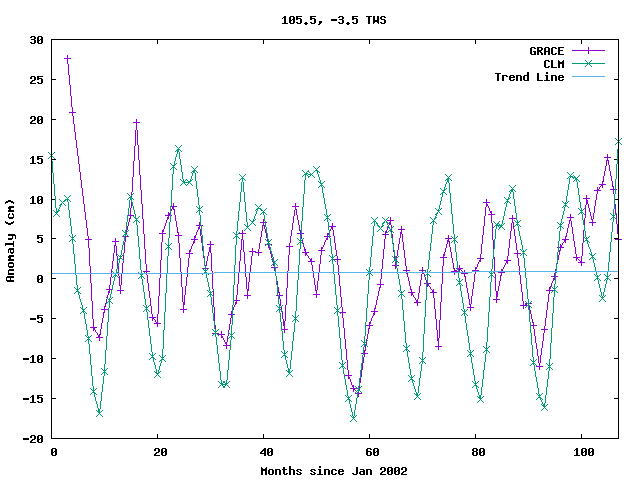 105.5, -3.5 TWS
GRACE
CLM
Trend Line
30
25
20
15
10
5
0
-5
-10
-15
-20
Anomaly (cm)
0 20 40 60 80 100
Months since Jan 2002